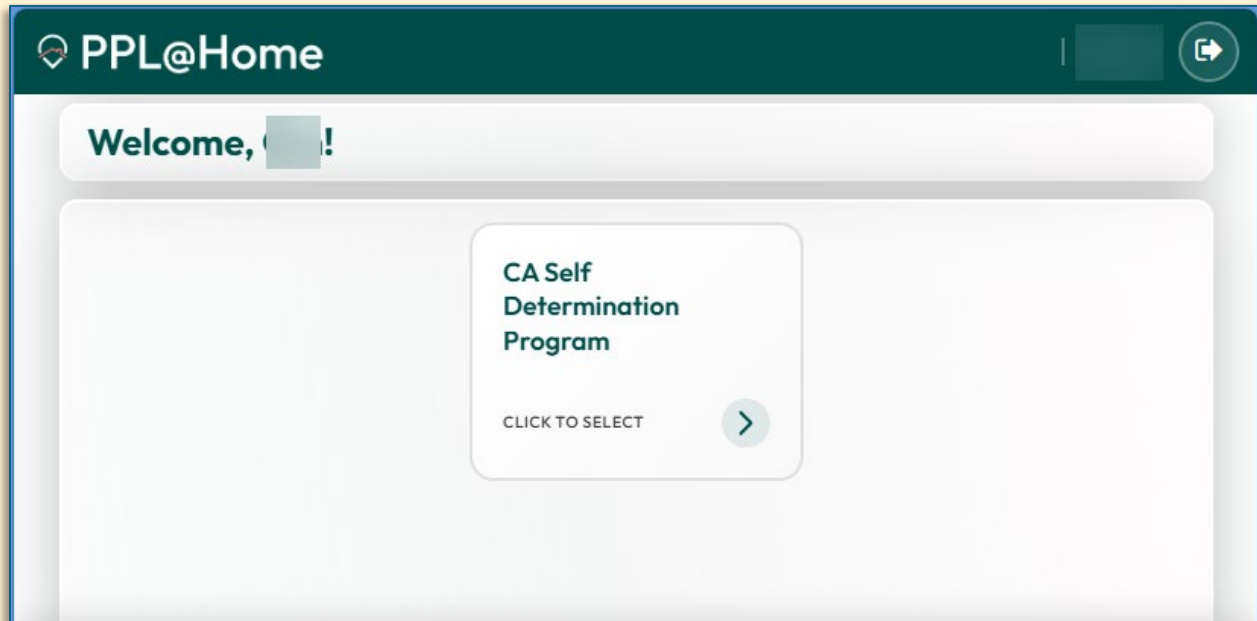 PPL@Home
Welcome, !
CA Self
Determination
Program
CLICK TO SELECT